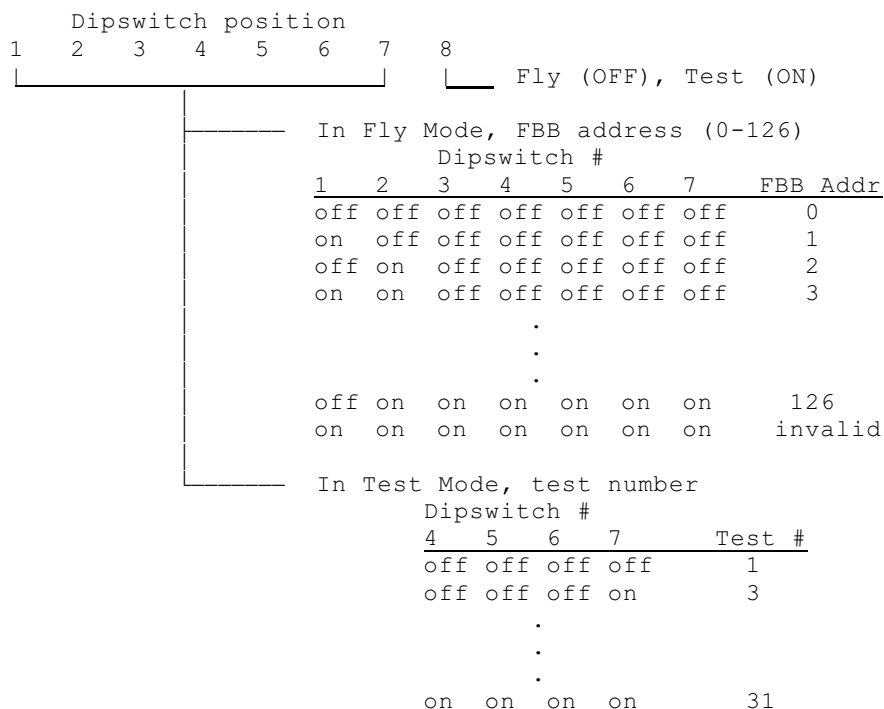 Dipswitch position
1 2 3 4 5 6 7 8
Fly (OFF), Test (ON)
In Fly Mode, FBB address (0-126)
Dipswitch #
1 2 3 4 5 6 7 FBB Addr
off off off off off off off 0
on off off off off off off 1
off on off off off off off 2
on on off off off off off 3
.
.
.
off on on on on on on 126
on on on on on on on invalid
In Test Mode, test number
Dipswitch #
4 5 6 7 Test #
off off off off 1
off off off on 3
.
.
.
on on on on 31